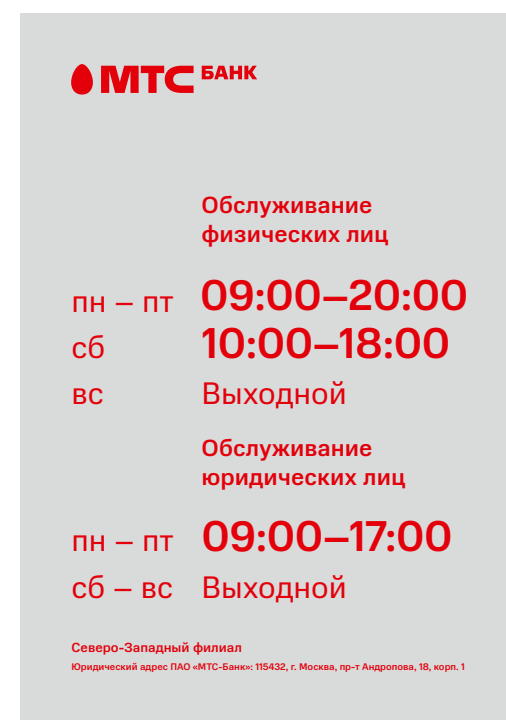 МТС БАНК
Обслуживание
физических лиц
пн – пт 09:00–20:00
сб 10:00–18:00
вс Выходной
Обслуживание
юридических лиц
пн – пт 09:00–17:00
сб – вс Выходной
Северо-Западный филиал
Юридический адрес ПАО «МТС-Банк»: 115432, г. Москва, пр-т Андропова, 18, корп. 1